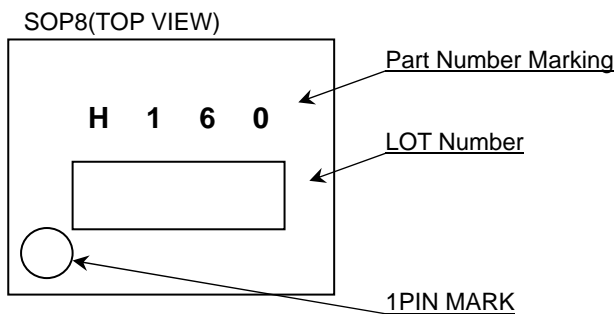 SOP8(TOP VIEW)
Part Number Marking
H 1 6 0
LOT Number
1PIN MARK